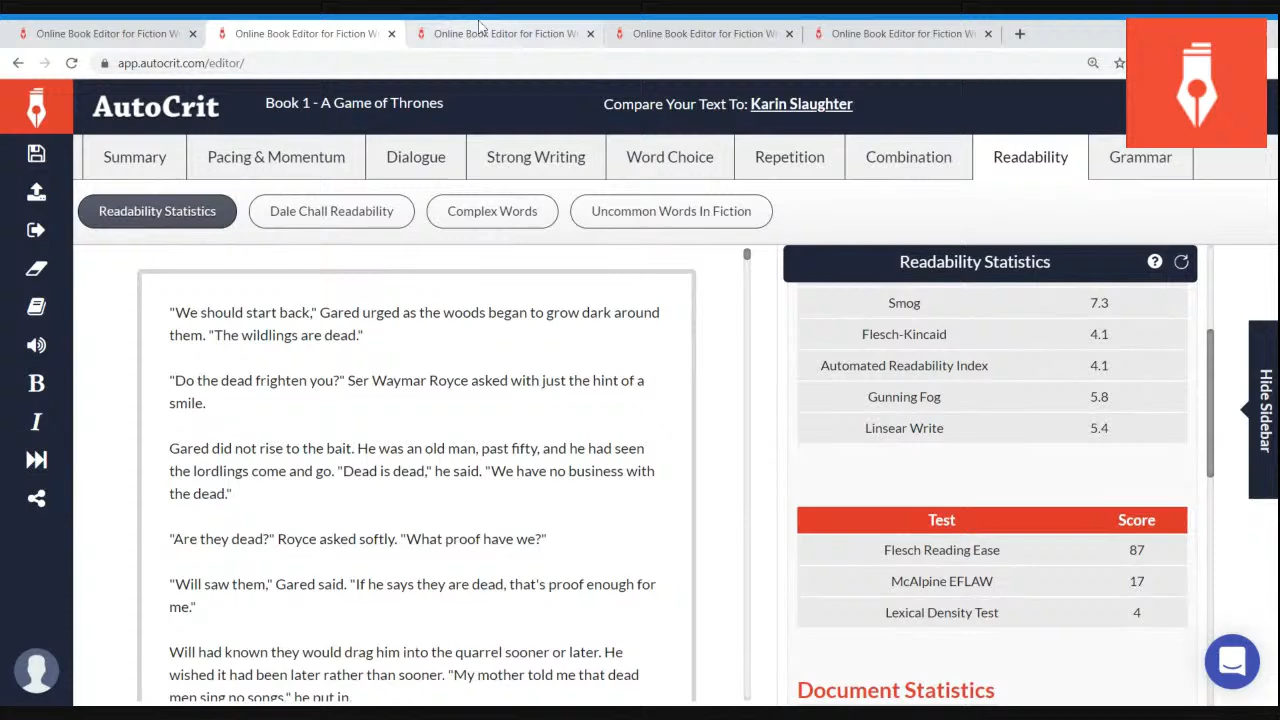 Online Book Editor for Fiction W
Online Book Editor for Fiction W
Online Book Editor for Fiction W
Online Book Editor for Fiction W
Online Book Editor for Fiction W
app.autocrit.com/editor/
AutoCrit
Book 1 - A Game of Thrones
Compare Your Text To: Karin Slaughter
Summary
Pacing & Momentum
Dialogue
Strong Writing
Word Choice
Repetition
Combination
Readability
Grammar
Readability Statistics
Dale Chall Readability
Complex Words
Uncommon Words In Fiction
"We should start back," Gared urged as the woods began to grow dark around
them. "The wildlings are dead."
"Do the dead frighten you?" Ser Waymar Royce asked with just the hint of a
smile.
Gared did not rise to the bait. He was an old man, past fifty, and he had seen
the lordlings come and go. "Dead is dead," he said. "We have no business with
the dead."
"Are they dead?" Royce asked softly. "What proof have we?"
"Will saw them," Gared said. "If he says they are dead, that's proof enough for
me."
Will had known they would drag him into the quarrel sooner or later. He
wished it had been later rather than sooner. "My mother told me that dead
men sing no songs," he put in.
Readability Statistics
Smog 7.3
Flesch-Kincaid 4.1
Automated Readability Index 4.1
Gunning Fog 5.8
Linsear Write 5.4
Test Score
Flesch Reading Ease 87
McAlpine EFLAW 17
Lexical Density Test 4
Document Statistics
Hide Sidebar
B
I